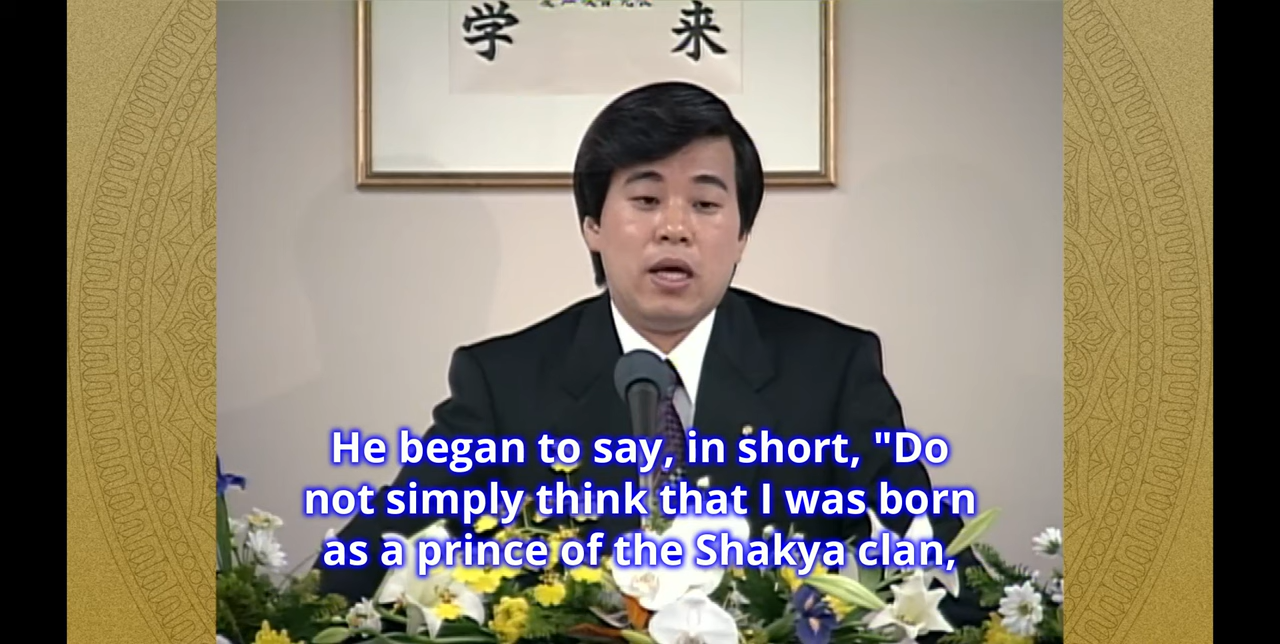 学 来
He began to say, in short, "Do
not simply think that I was born
as a prince of the Shakya clan,